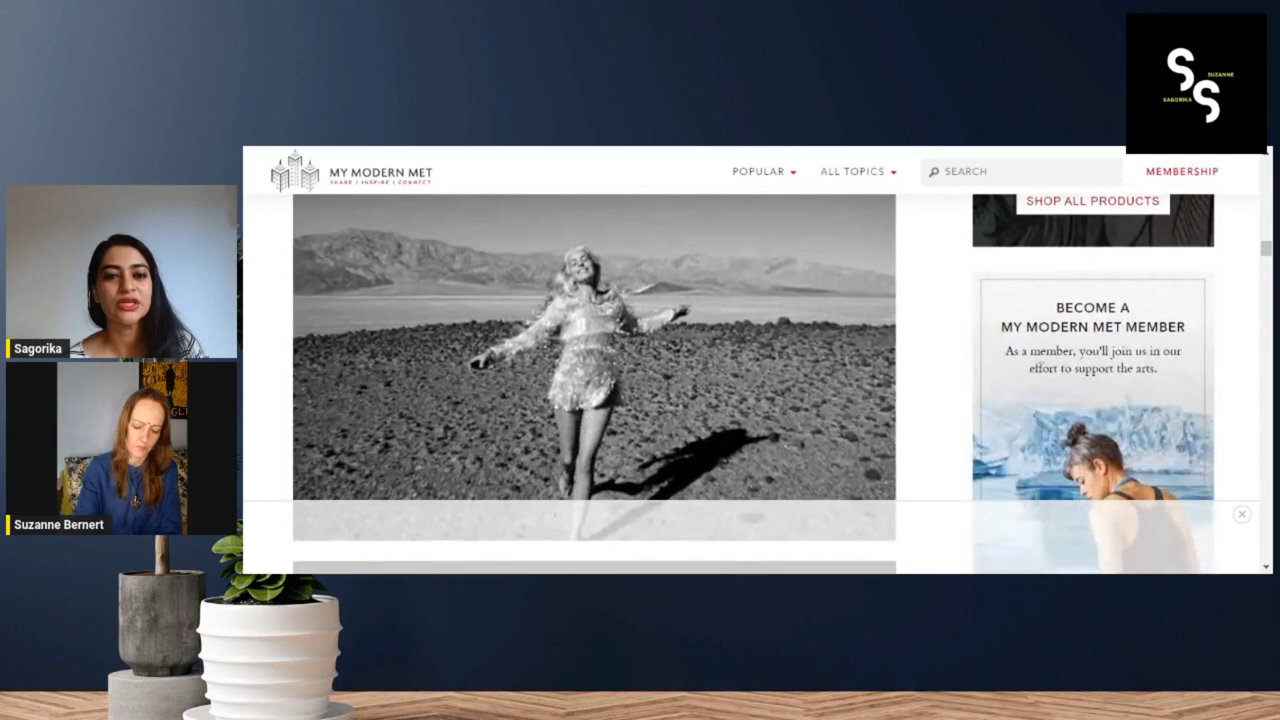 SUZANNE
SAGORIKA
MY MODERN MET
SHARE | INSPIRE | CONNECT
POPULAR
ALL TOPICS
SEARCH
MEMBERSHIP
SHOP ALL PRODUCTS
BECOME A
MY MODERN MET MEMBER
As a member, you'll join us in our
effort to support the arts.
Sagorika
Suzanne Bernert